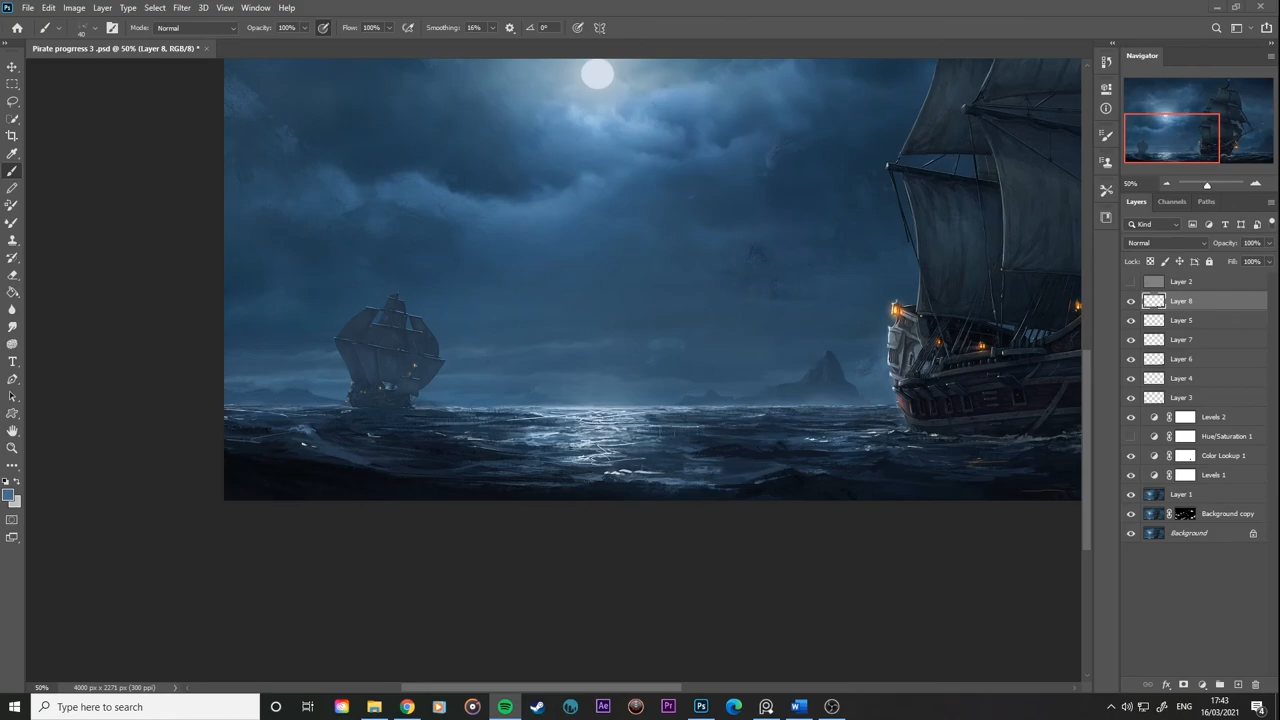 File Edit Image Layer Type Select Filter 3D View Window Help
40 Mode: Normal Opacity: 100% Flow: 100% Smoothing: 16% 0°
Pirate progrress 3 .psd @ 50% (Layer 8, RGB/8) *
Navigator
50%
Layers Channels Paths
Kind
Normal Opacity: 100%
Lock: Fill: 100%
Layer 2
Layer 8
Layer 5
Layer 7
Layer 6
Layer 4
Layer 3
Levels 2
Hue/Saturation 1
Color Lookup 1
Levels 1
Layer 1
Background copy
Background
50% 4000 px x 2271 px (300 ppi)
Type here to search
ENG 17:43
16/03/2021